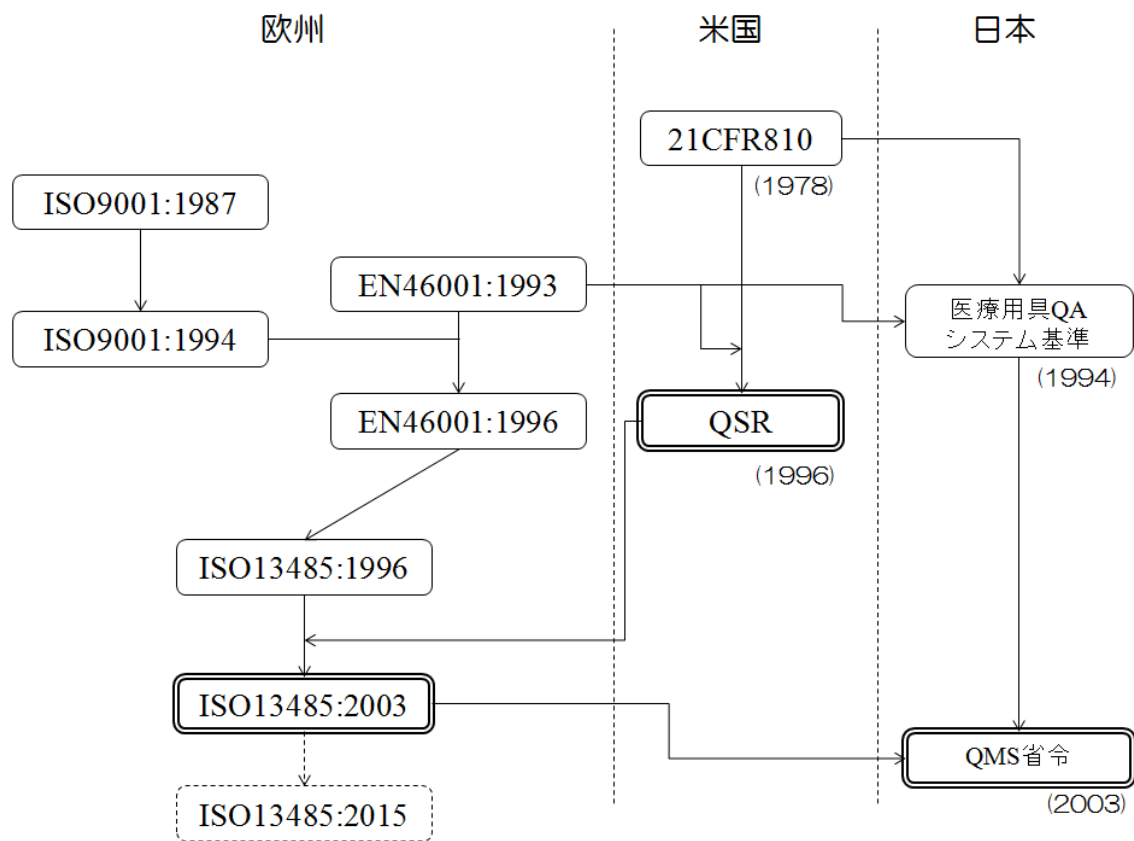 欧州
米国
日本
21CFR810
(1978)
ISO9001:1987
EN46001:1993
医療用具QA
システム基準
(1994)
ISO9001:1994
EN46001:1996
QSR
(1996)
ISO13485:1996
ISO13485:2003
QMS省令
(2003)
ISO13485:2015